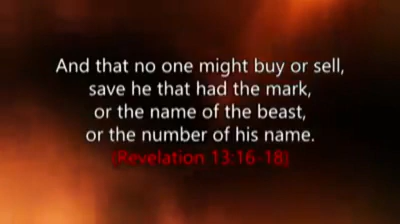 And that no one might buy or sell,
save he that had the mark,
or the name of the beast,
or the number of his name.
(Revelation 13:16-18)